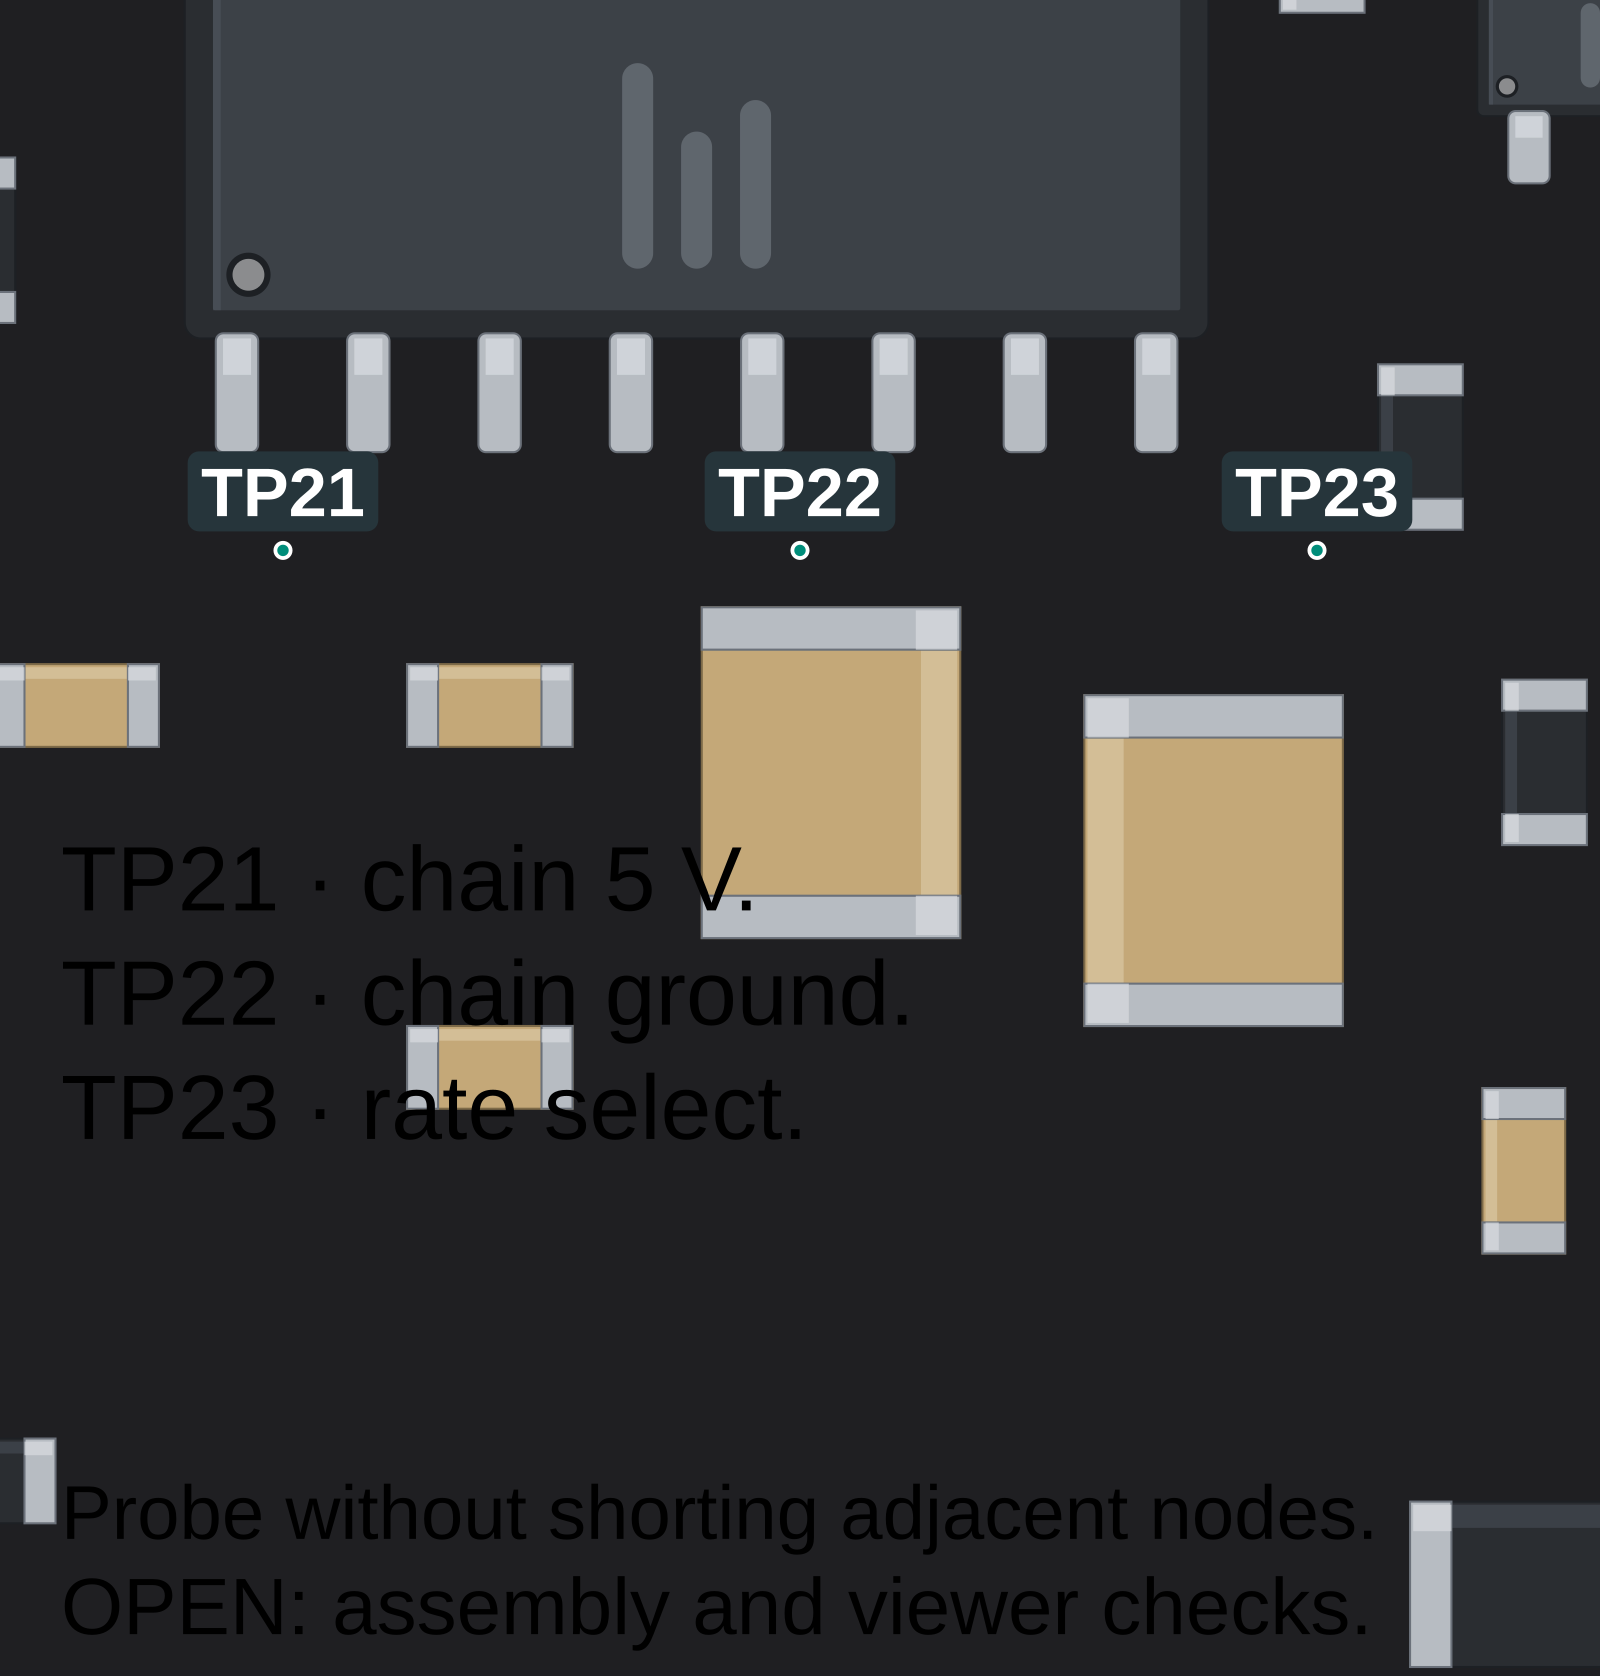 TP21 TP22 TP23
TP21 · chain 5 V.
TP22 · chain ground.
TP23 · rate select.
Probe without shorting adjacent nodes.
OPEN: assembly and viewer checks.